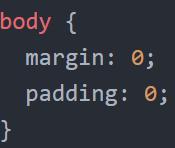 body {
  margin: 0;
  padding: 0;
}